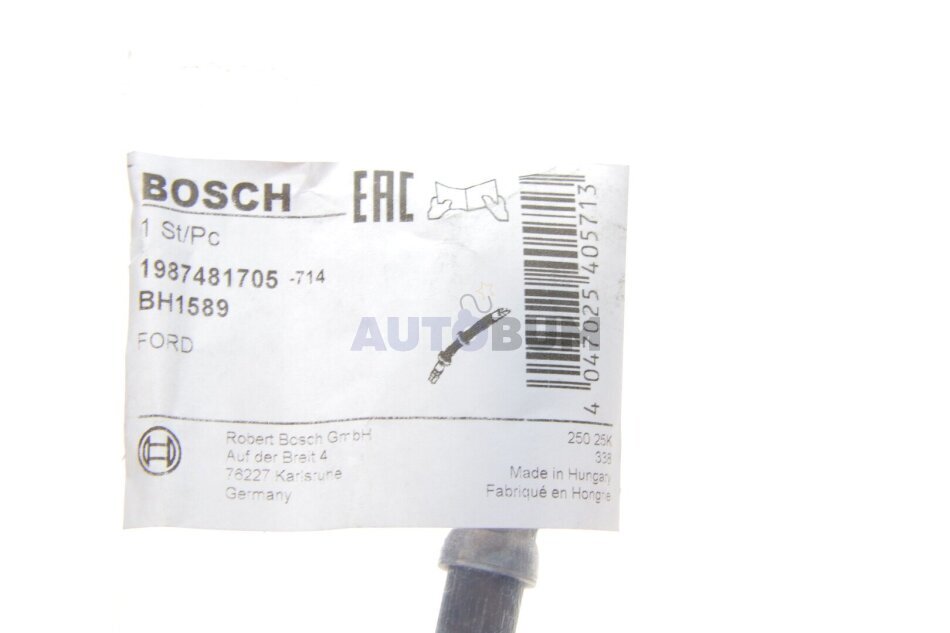 BOSCH EAC
1 St/Pc
1987481705 -714
BH1589
FORD
AUTOBUM
4 047025 405713
Robert Bosch GmbH
Auf der Breit 4
76227 Karlsruhe
Germany
250 25K
338
Made in Hungary
Fabriqué en Hongrie